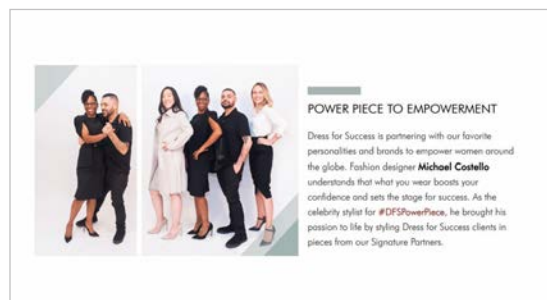 POWER PIECE TO EMPOWERMENT
Dress for Success is partnering with our favorite
personalities and brands to empower women around
the globe. Fashion designer Michael Costello
understands that what you wear boosts your
confidence and sets the stage for success. As the
celebrity stylist for #DFSPowerPiece, he brought his
passion to life by styling Dress for Success clients in
pieces from our Signature Partners.